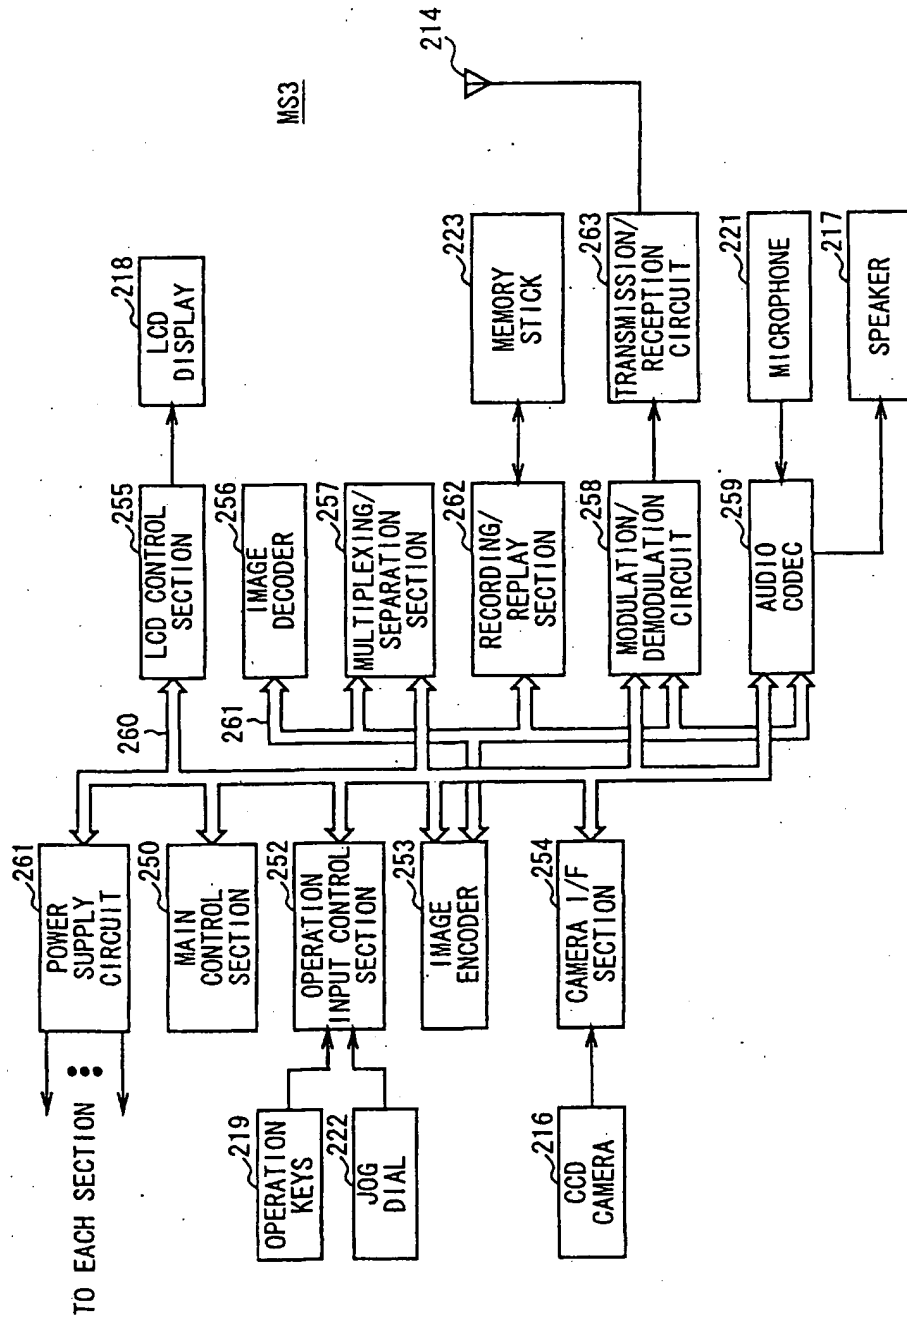 MS3
TO EACH SECTION
261
POWER
SUPPLY
CIRCUIT
250
MAIN
CONTROL
SECTION
219
OPERATION
KEYS
222
JOG
DIAL
252
OPERATION
INPUT CONTROL
SECTION
253
IMAGE
ENCODER
216
CCD
CAMERA
254
CAMERA I/F
SECTION
260
261
255
LCD CONTROL
SECTION
218
LCD
DISPLAY
256
IMAGE
DECODER
257
MULTIPLEXING/
SEPARATION
SECTION
262
RECORDING/
REPLAY
SECTION
223
MEMORY
STICK
258
MODULATION/
DEMODULATION
CIRCUIT
263
TRANSMISSION/
RECEPTION
CIRCUIT
214
259
AUDIO
CODEC
221
MICROPHONE
217
SPEAKER